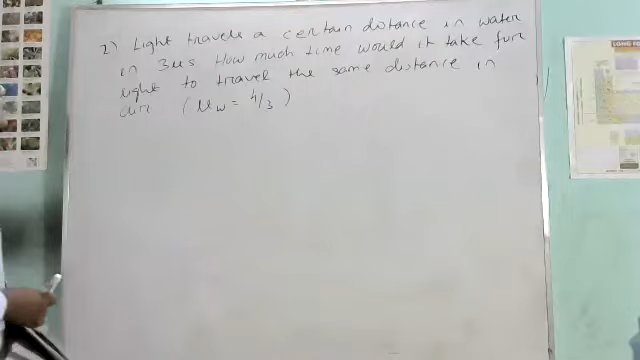 2) Light travels a certain distance in water
in 3μs How much time would it take for
light to travel the same distance in
air (μw = 4/3)